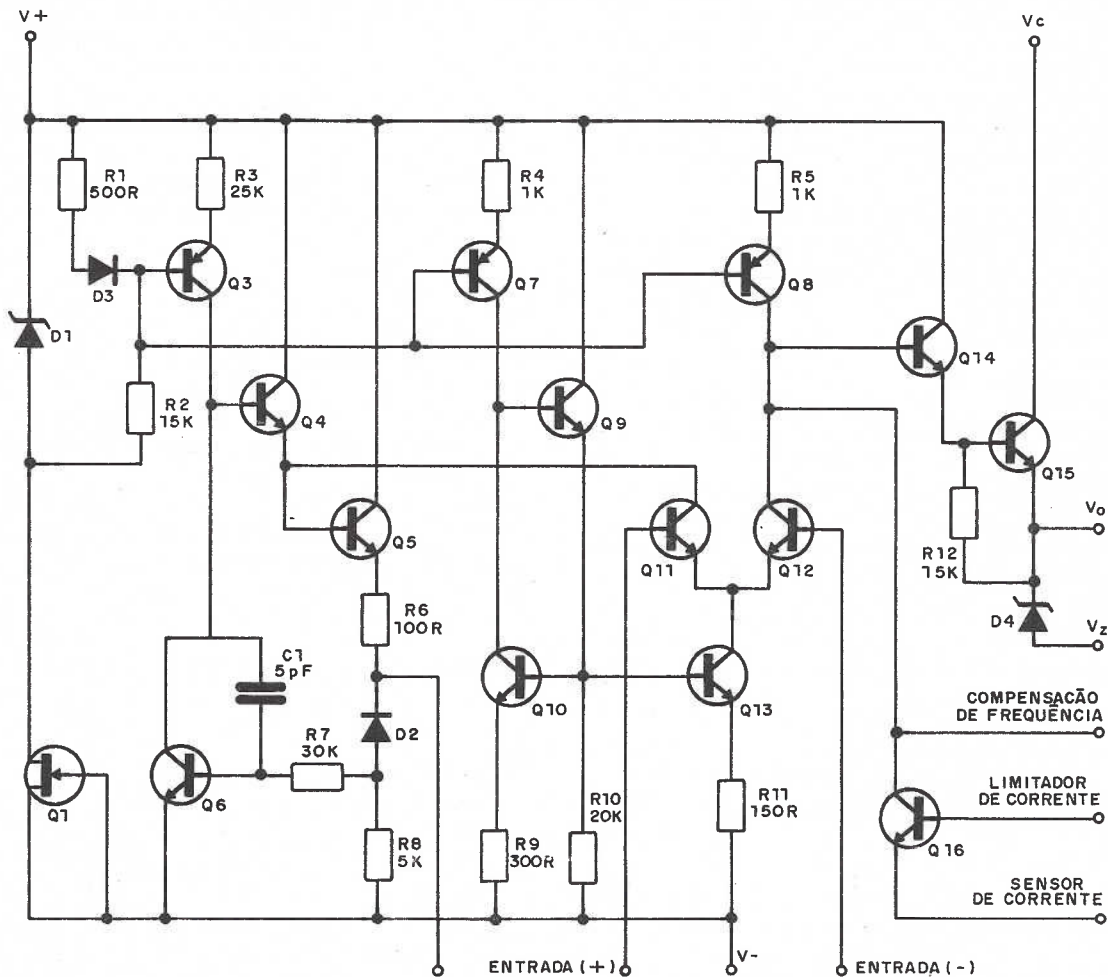 V+
Vc
R1
500R
R3
25K
R4
1K
R5
1K
Q3
D3
Q7
Q8
D1
Q14
R2
15K
Q4
Q9
Q15
Q5
Q11
Q12
Vo
R12
15K
R6
100R
D4
Vz
C1
5pF
Q10
Q13
COMPENSAÇÃO
DE FREQUÊNCIA
R7
30K
D2
Q1
Q6
R10
20K
R11
150R
LIMITADOR
DE CORRENTE
R8
5K
R9
300R
Q16
SENSOR
DE CORRENTE
ENTRADA (+)
V-
ENTRADA (-)